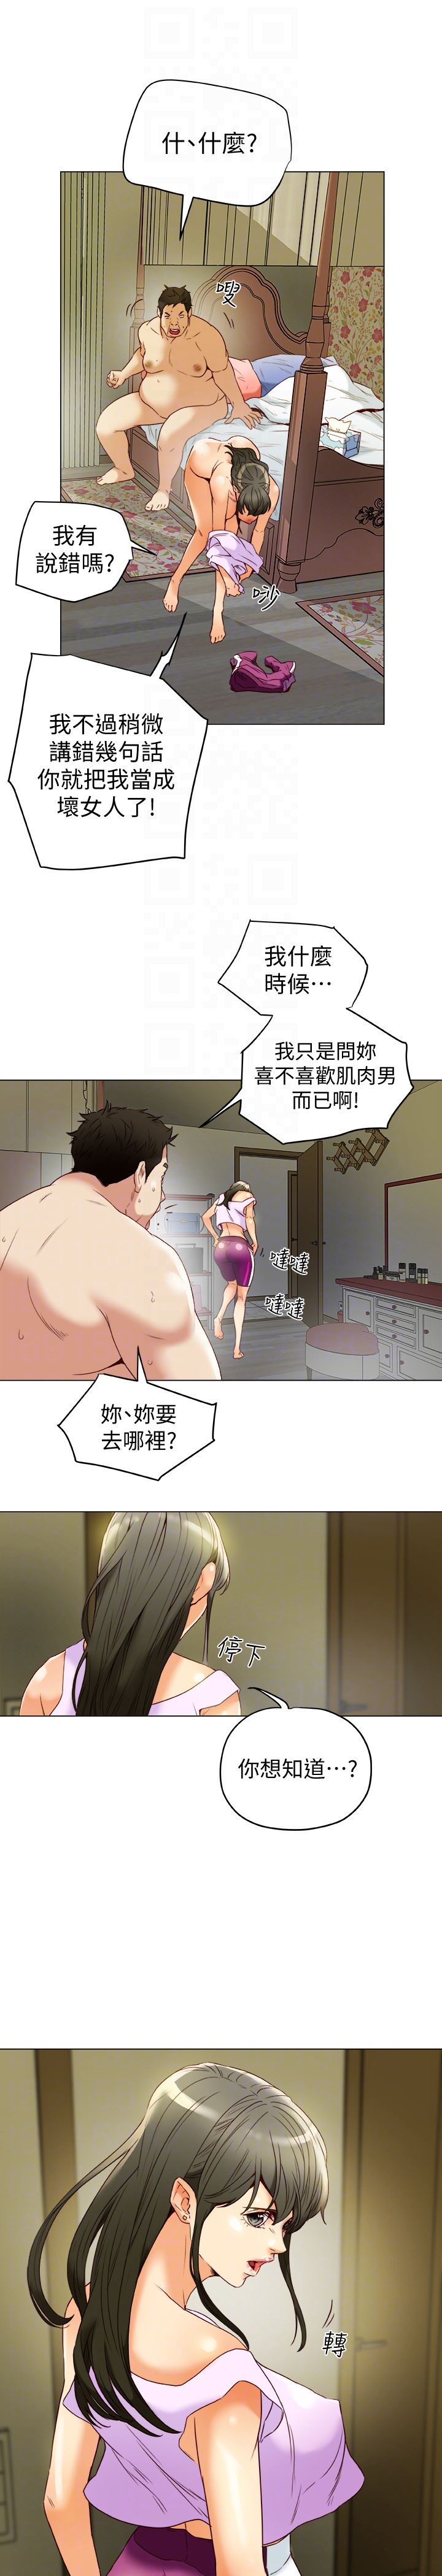 什、什麼?
嗖
我有
說錯嗎?
吵
我不過稍微
講錯幾句話
你就把我當成
壞女人了!
我什麼
時候…
我只是問妳
喜不喜歡肌肉男
而已啊!
噠噠
噠噠
妳、妳要
去哪裡?
停下
你想知道…?
轉